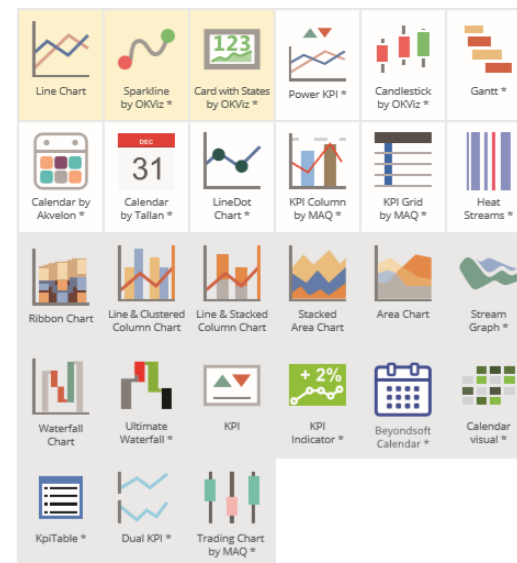 123
Line Chart
Sparkline
by OKViz *
Card with States
by OKViz *
Power KPI *
Candlestick
by OKViz *
Gantt *
DEC
31
Calendar by
Akvelon *
Calendar
by Tallan *
LineDot
Chart *
KPI Column
by MAQ *
KPI Grid
by MAQ *
Heat
Streams *
Ribbon Chart
Line & Clustered
Column Chart
Line & Stacked
Column Chart
Stacked
Area Chart
Area Chart
Stream
Graph *
+ 2%
Waterfall
Chart
Ultimate
Waterfall *
KPI
KPI
Indicator *
Beyondsoft
Calendar *
Calendar
visual *
KpiTable *
Dual KPI *
Trading Chart
by MAQ *